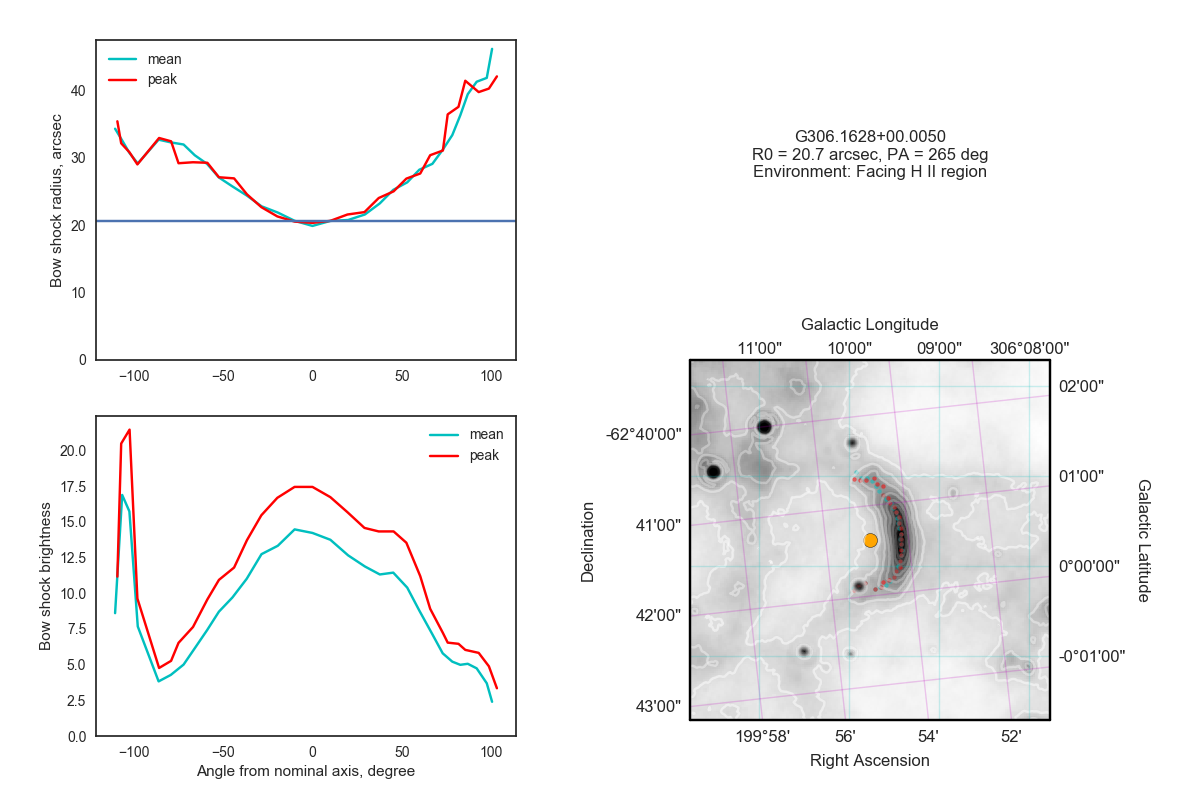 mean
peak
40
30
20
10
0
Bow shock radius, arcsec
−100
−50
0
50
100
G306.1628+00.0050
R0 = 20.7 arcsec, PA = 265 deg
Environment: Facing H II region
mean
peak
20.0
17.5
15.0
12.5
10.0
7.5
5.0
2.5
0.0
Bow shock brightness
−100
−50
0
50
100
Angle from nominal axis, degree
Galactic Longitude
11'00"
10'00"
09'00"
306°08'00"
02'00"
01'00"
0°00'00"
-0°01'00"
Galactic Latitude
-62°40'00"
41'00"
42'00"
43'00"
Declination
199°58'
56'
54'
52'
Right Ascension